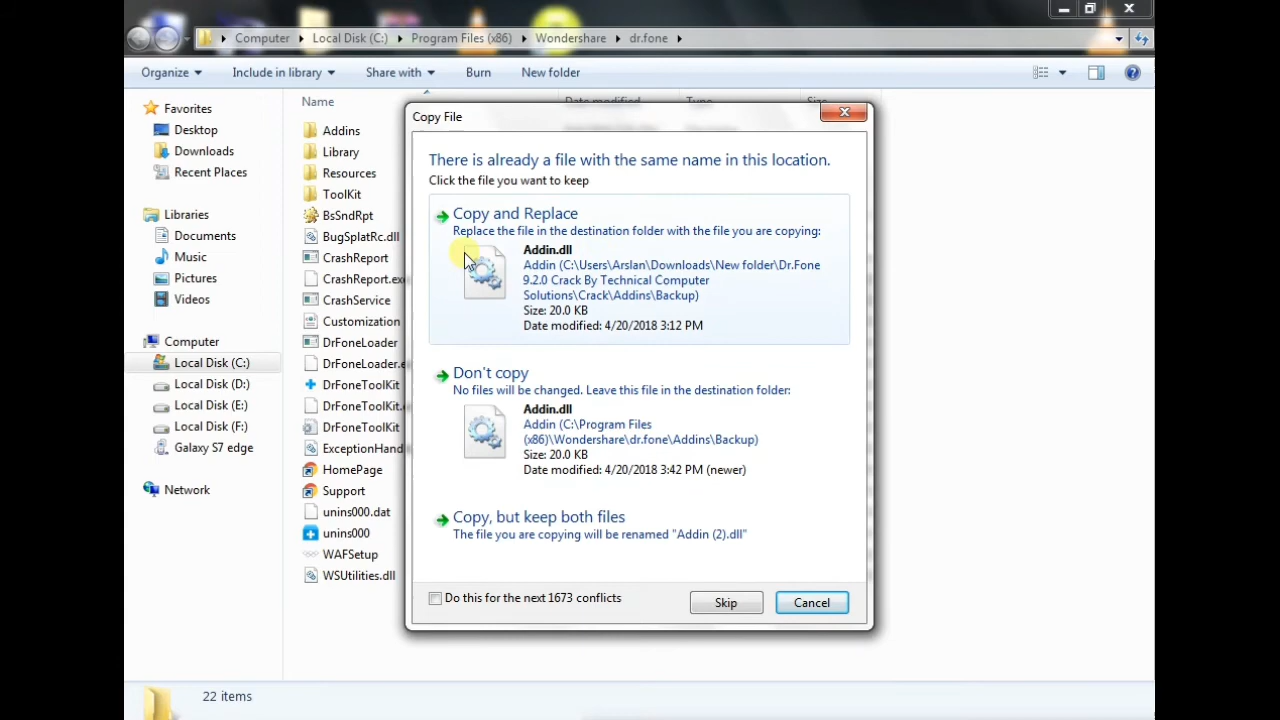 Computer Local Disk (C:) Program Files (x86) Wondershare dr.fone
Organize Include in library Share with Burn New folder
Favorites
Desktop
Downloads
Recent Places
Libraries
Documents
Music
Pictures
Videos
Computer
Local Disk (C:)
Local Disk (D:)
Local Disk (E:)
Local Disk (F:)
Galaxy S7 edge
Network
Name Date modified Type Size
Addins
Library
Resources
ToolKit
BsSndRpt
BugSplatRc.dll
CrashReport
CrashReport.ex
CrashService
Customization
DrFoneLoader
DrFoneLoader.e
DrFoneToolKit
DrFoneToolKit.
DrFoneToolKit
ExceptionHand
HomePage
Support
unins000.dat
unins000
WAFSetup
WSUtilities.dll
Copy File
There is already a file with the same name in this location.
Click the file you want to keep
Copy and Replace
Replace the file in the destination folder with the file you are copying:
Addin.dll
Addin (C:\Users\Arslan\Downloads\New folder\Dr.Fone
9.2.0 Crack By Technical Computer
Solutions\Crack\Addins\Backup)
Size: 20.0 KB
Date modified: 4/20/2018 3:12 PM
Don't copy
No files will be changed. Leave this file in the destination folder:
Addin.dll
Addin (C:\Program Files
(x86)\Wondershare\dr.fone\Addins\Backup)
Size: 20.0 KB
Date modified: 4/20/2018 3:42 PM (newer)
Copy, but keep both files
The file you are copying will be renamed "Addin (2).dll"
Do this for the next 1673 conflicts
Skip Cancel
22 items